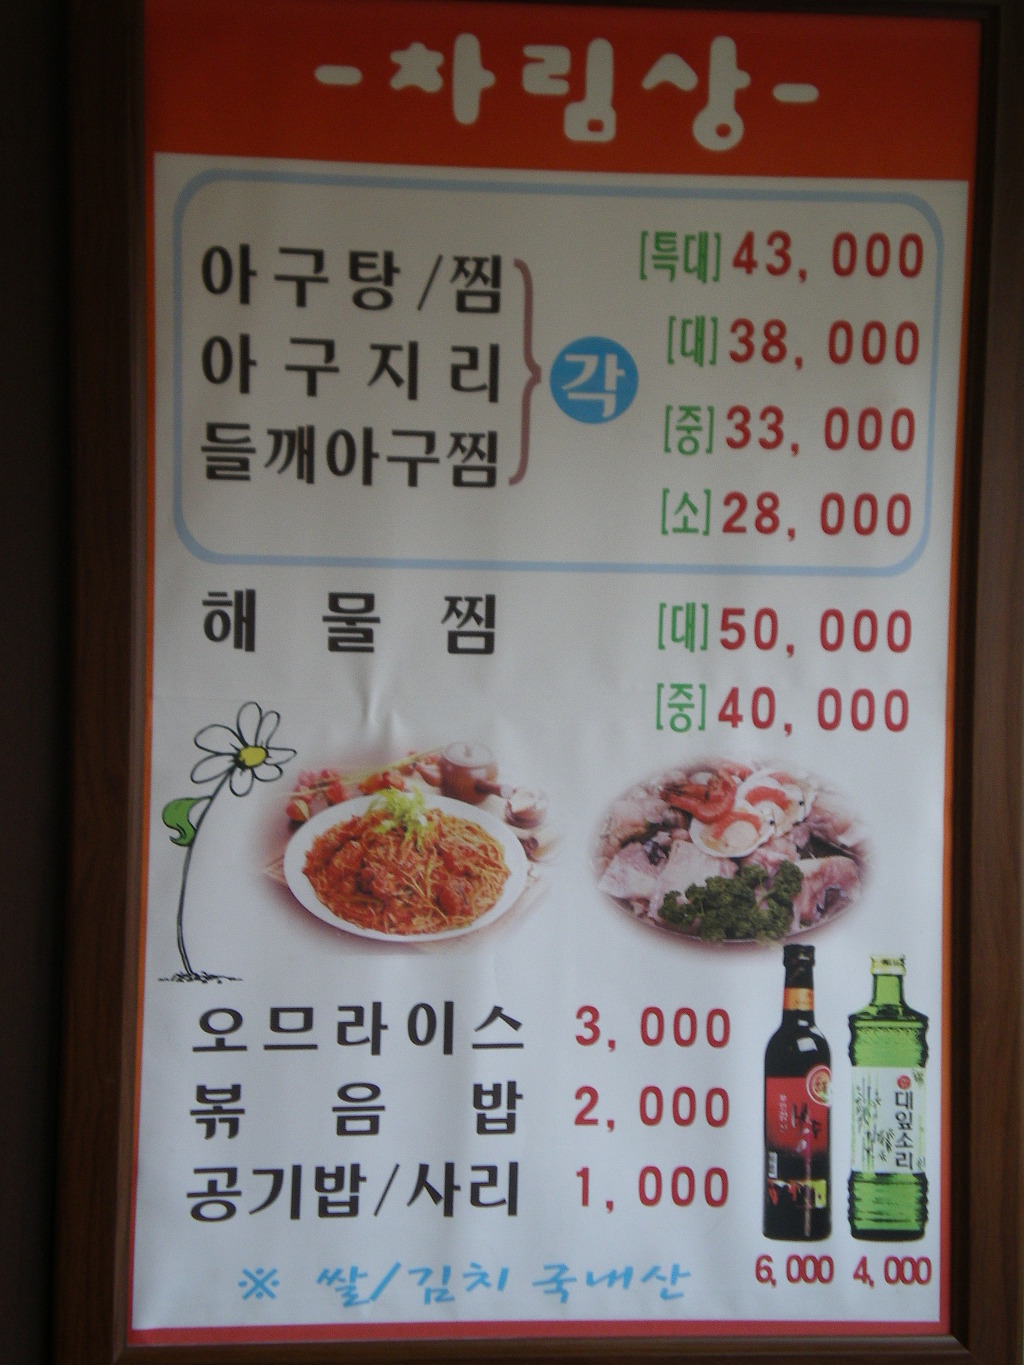 -차림상-
아구탕/찜
아구지리
들깨아구찜
각
[특대] 43,000
[대] 38,000
[중] 33,000
[소] 28,000
해물찜
[대] 50,000
[중] 40,000
오므라이스 3,000
볶음밥 2,000
공기밥/사리 1,000
대잎소리
6,000 4,000
※ 쌀/김치 국내산